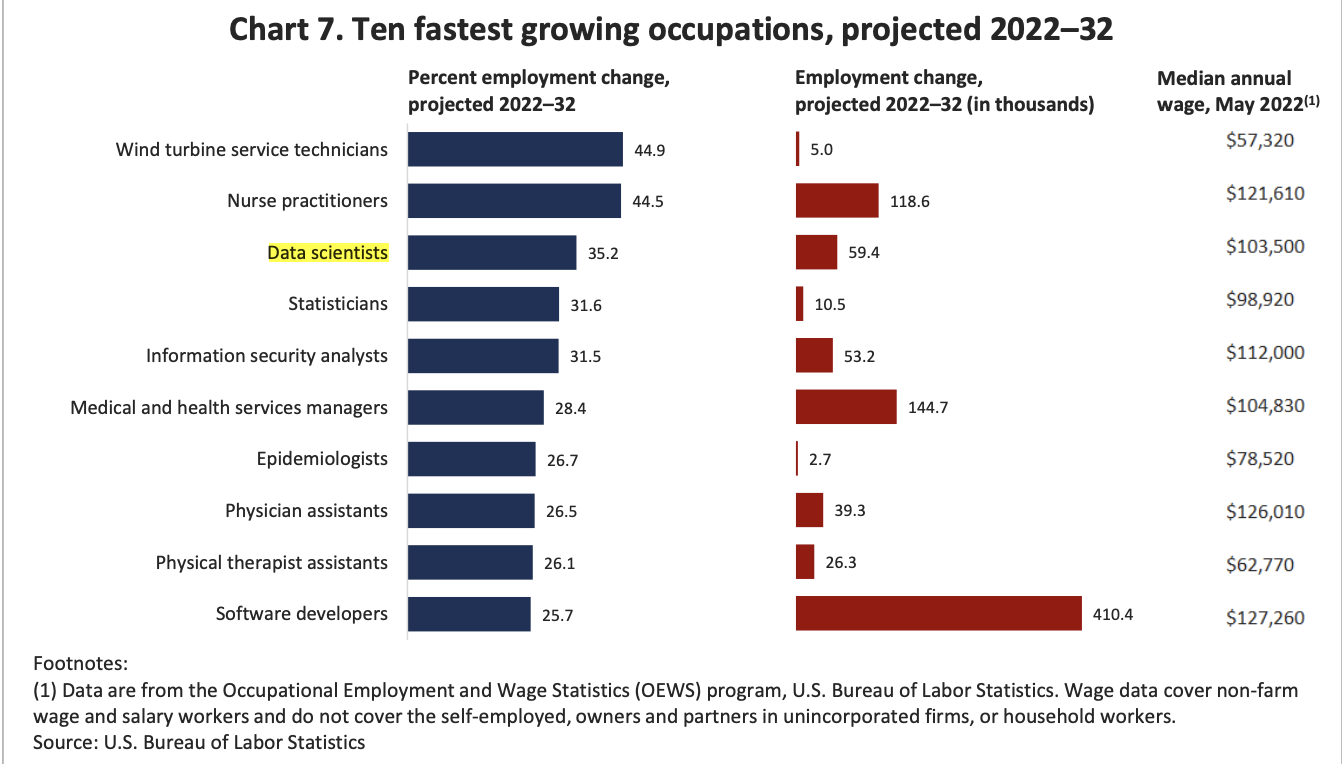 Chart 7. Ten fastest growing occupations, projected 2022–32
Percent employment change,
projected 2022–32
Employment change,
projected 2022–32 (in thousands)
Median annual
wage, May 2022(1)
Wind turbine service technicians 44.9 5.0 $57,320
Nurse practitioners 44.5 118.6 $121,610
Data scientists 35.2 59.4 $103,500
Statisticians 31.6 10.5 $98,920
Information security analysts 31.5 53.2 $112,000
Medical and health services managers 28.4 144.7 $104,830
Epidemiologists 26.7 2.7 $78,520
Physician assistants 26.5 39.3 $126,010
Physical therapist assistants 26.1 26.3 $62,770
Software developers 25.7 410.4 $127,260
Footnotes:
(1) Data are from the Occupational Employment and Wage Statistics (OEWS) program, U.S. Bureau of Labor Statistics. Wage data cover non-farm
wage and salary workers and do not cover the self-employed, owners and partners in unincorporated firms, or household workers.
Source: U.S. Bureau of Labor Statistics